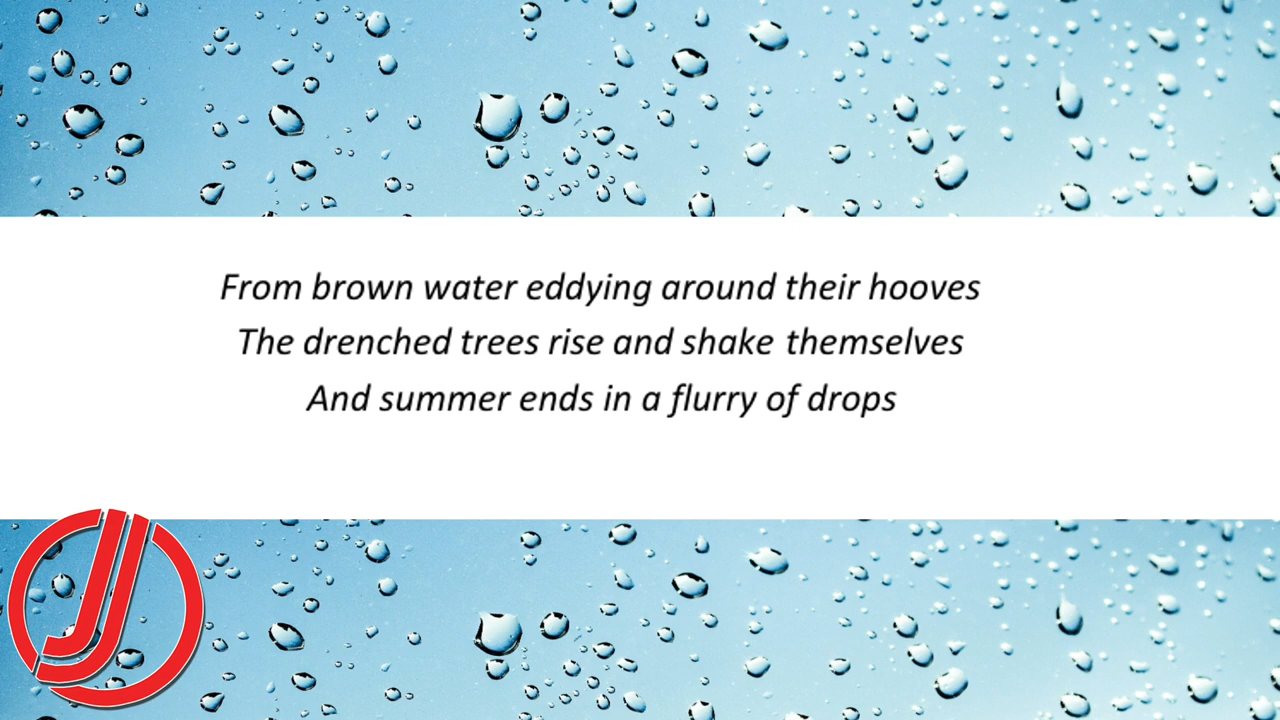 From brown water eddying around their hooves
The drenched trees rise and shake themselves
And summer ends in a flurry of drops